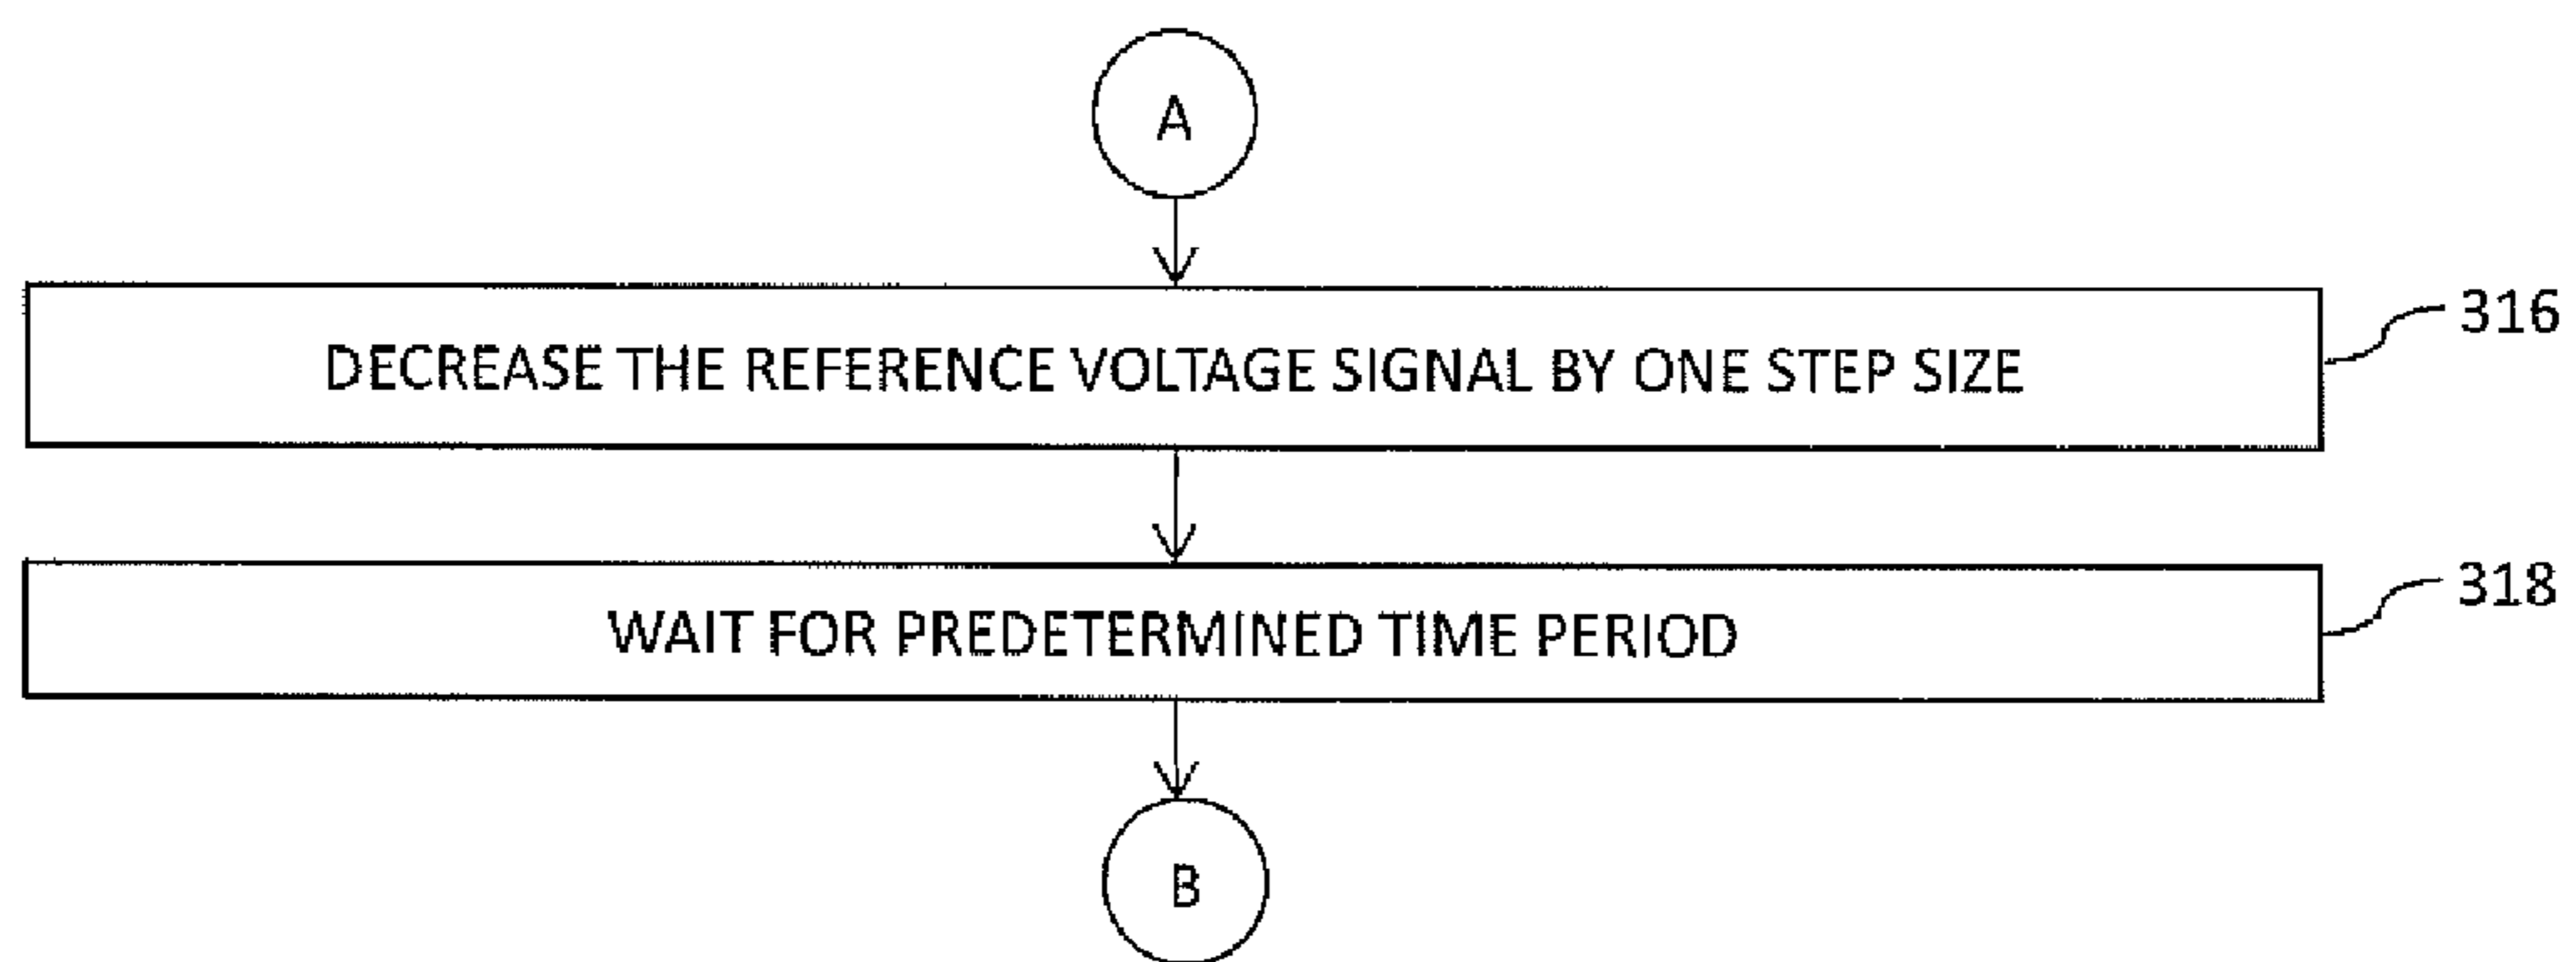 A
316
DECREASE THE REFERENCE VOLTAGE SIGNAL BY ONE STEP SIZE
318
WAIT FOR PREDETERMINED TIME PERIOD
B